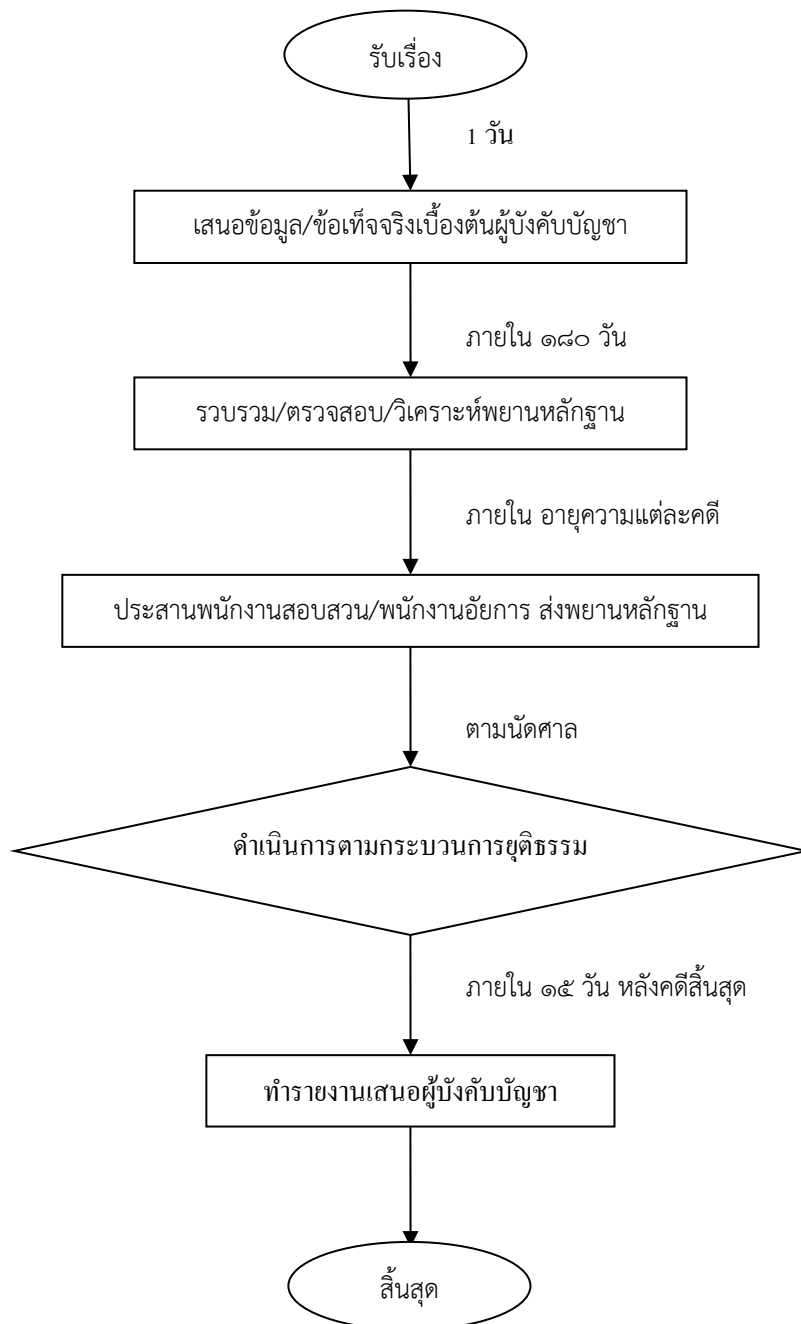 รับเรื่อง
1 วัน
เสนอข้อมูล/ข้อเท็จจริงเบื้องต้นผู้บังคับบัญชา
ภายใน ๑๘๐ วัน
รวบรวม/ตรวจสอบ/วิเคราะห์พยานหลักฐาน
ภายใน อายุความแต่ละคดี
ประสานพนักงานสอบสวน/พนักงานอัยการ ส่งพยานหลักฐาน
ตามนัดศาล
ดำเนินการตามกระบวนการยุติธรรม
ภายใน ๑๕ วัน หลังคดีสิ้นสุด
ทำรายงานเสนอผู้บังคับบัญชา
สิ้นสุด